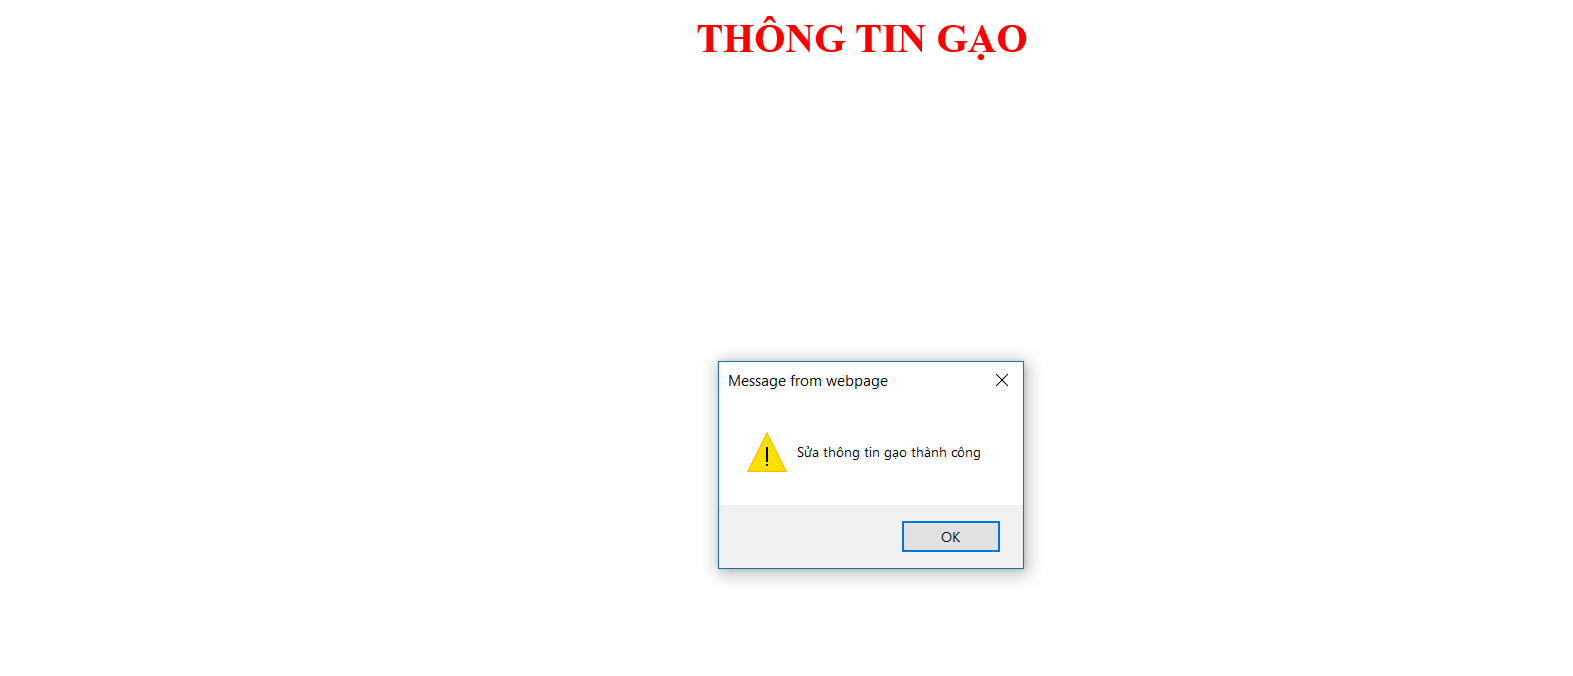 THÔNG TIN GẠO
Message from webpage
Sửa thông tin gạo thành công
OK